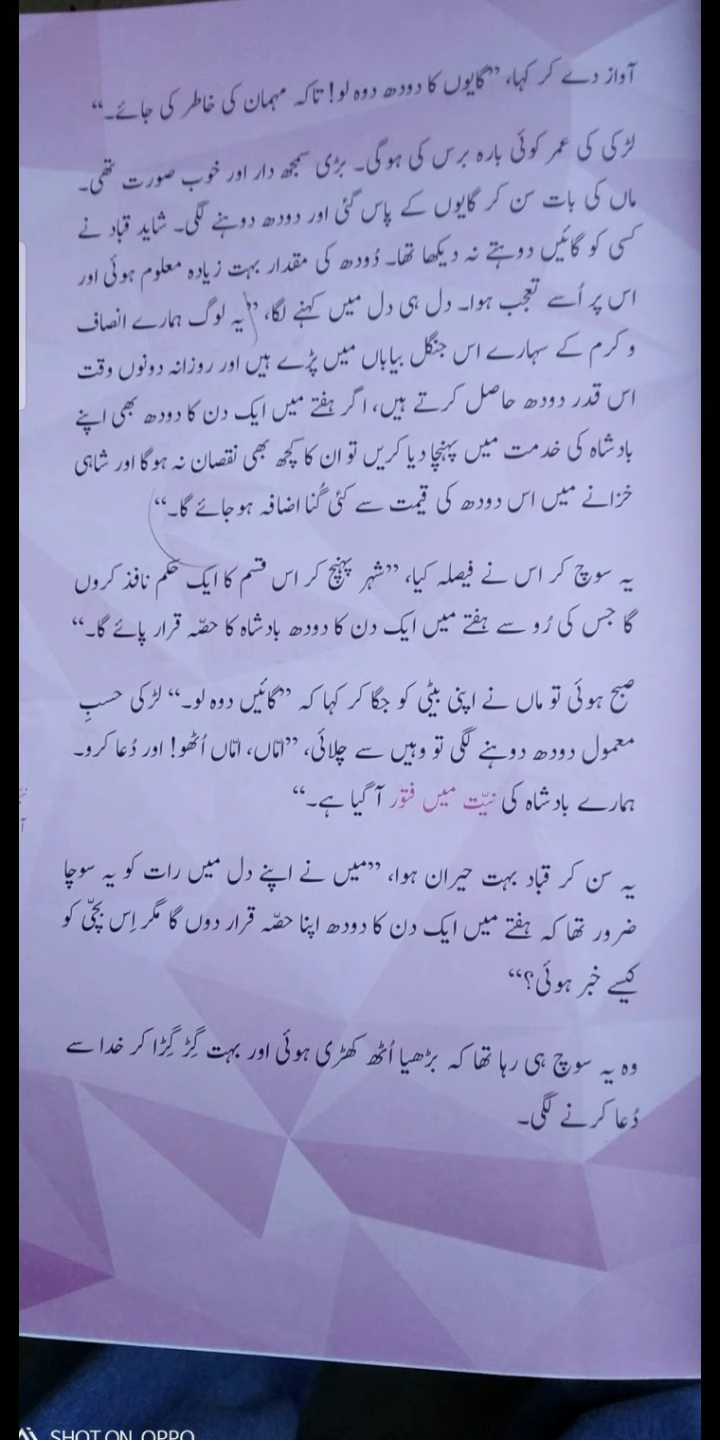 آواز دے کر کہا، ”گایوں کا دودھ دوہ لو! تاکہ مہمان کی خاطر کی جائے۔“
لڑکی کی عمر کوئی بارہ برس کی ہوگی۔ بڑی سمجھ دار اور خوب صورت تھی۔
ماں کی بات سن کر گایوں کے پاس گئی اور دودھ دوہنے لگی۔ شاید قباد نے
کسی کو گائیں دوہتے نہ دیکھا تھا۔ دُودھ کی مقدار بہت زیادہ معلوم ہوئی اور
اس پر اُسے تعجب ہوا۔ دل ہی دل میں کہنے لگا، ”یہ لوگ ہمارے انصاف
و کرم کے سہارے اس جنگل بیاباں میں پڑے ہیں اور روزانہ دونوں وقت
اس قدر دودھ حاصل کرتے ہیں، اگر ہفتے میں ایک دن کا دودھ بھی اپنے
بادشاہ کی خدمت میں پہنچا دیا کریں تو ان کا کچھ بھی نقصان نہ ہوگا اور شاہی
خزانے میں اس دودھ کی قیمت سے کئی گُنا اضافہ ہوجائے گا۔“
یہ سوچ کر اس نے فیصلہ کیا، ”شہر پہنچ کر اس قسم کا ایک حکم نافذ کروں
گا جس کی رُو سے ہفتے میں ایک دن کا دودھ بادشاہ کا حصّہ قرار پائے گا۔“
صبح ہوئی تو ماں نے اپنی بیٹی کو جگا کر کہا کہ ”گائیں دوہ لو۔“ لڑکی حسبِ
معمول دودھ دوہنے لگی تو وہیں سے چلائی، ”امّاں، امّاں اُٹھو! اور دُعا کرو۔
ہمارے بادشاہ کی نیّت میں فتوٗر آگیا ہے۔“
یہ سن کر قباد بہت حیران ہوا، ”میں نے اپنے دل میں رات کو یہ سوچا
ضرور تھا کہ ہفتے میں ایک دن کا دودھ اپنا حصّہ قرار دوں گا مگر اِس بچّی کو
کیسے خبر ہوئی؟“
وہ یہ سوچ ہی رہا تھا کہ بڑھیا اُٹھ کھڑی ہوئی اور بہت گِڑ گِڑا کر خدا سے
دُعا کرنے لگی۔
SHOT ON OPPO